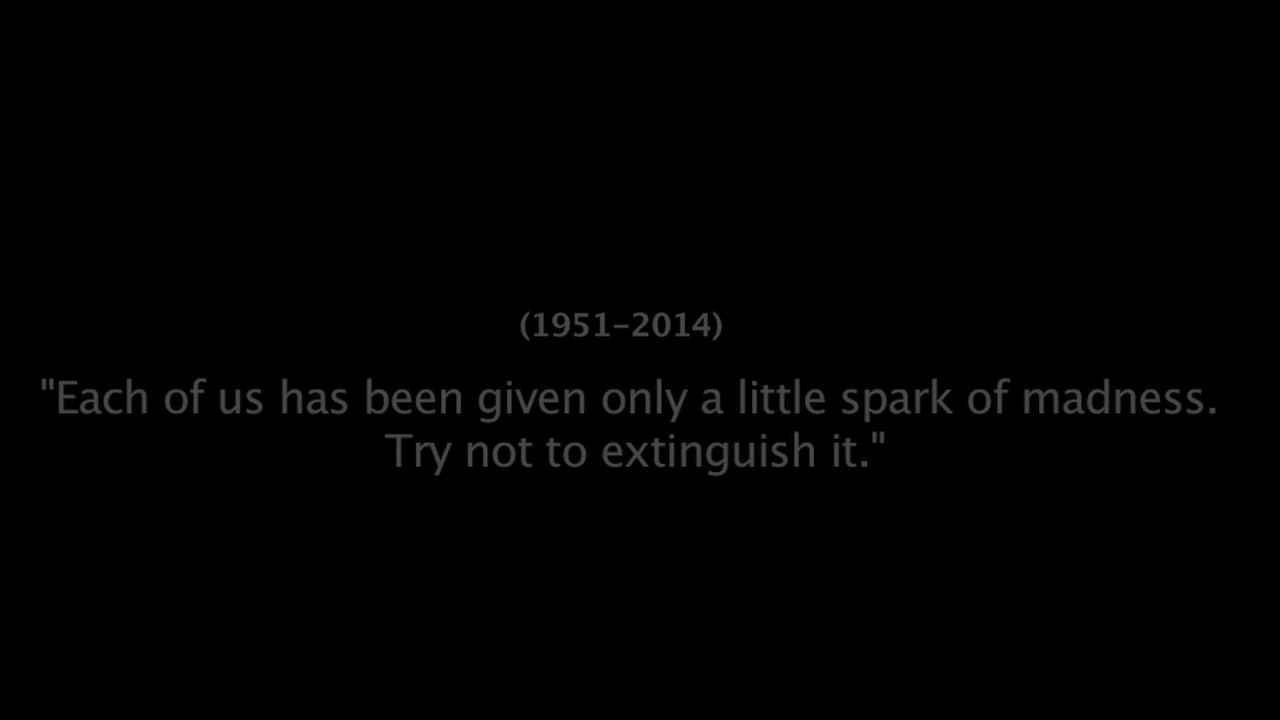 (1951–2014)
"Each of us has been given only a little spark of madness.
Try not to extinguish it."